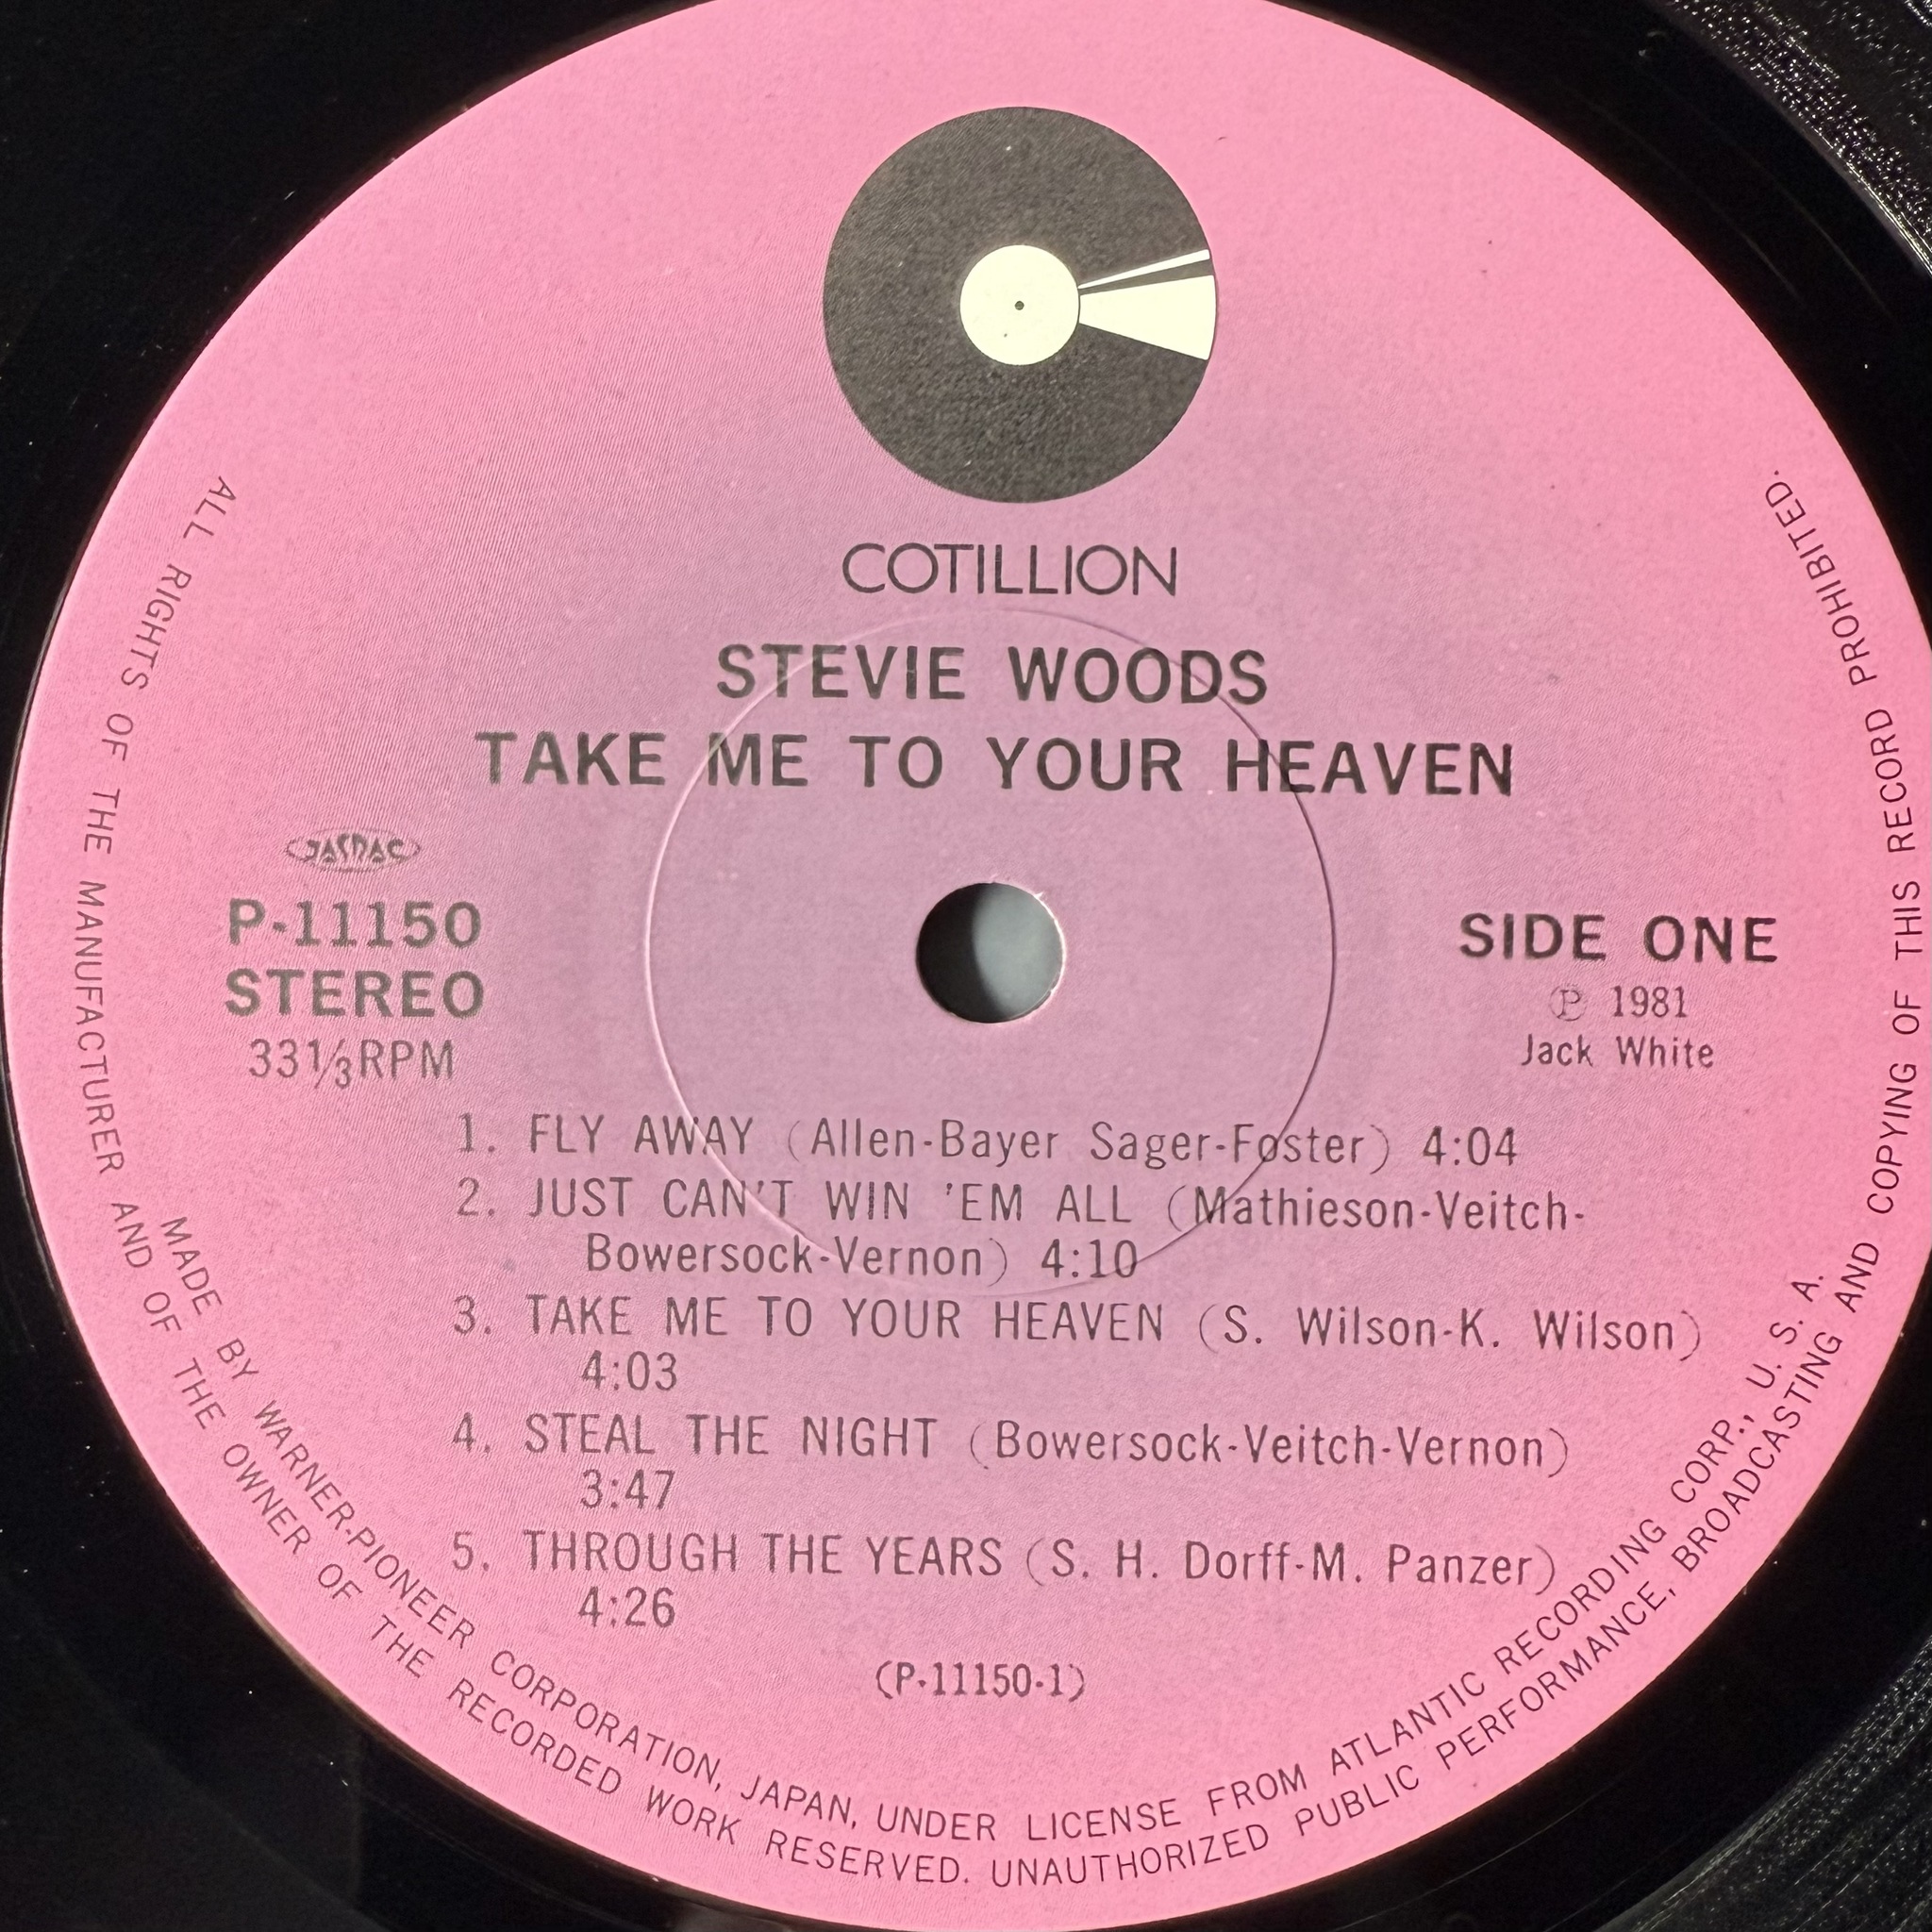 COTILLION
STEVIE WOODS
TAKE ME TO YOUR HEAVEN
JASRAC
P-11150
STEREO
33 1/3 RPM
SIDE ONE
Ⓟ 1981
Jack White
1. FLY AWAY (Allen-Bayer Sager-Foster) 4:04
2. JUST CAN'T WIN 'EM ALL (Mathieson-Veitch-
Bowersock-Vernon) 4:10
3. TAKE ME TO YOUR HEAVEN (S. Wilson-K. Wilson)
4:03
4. STEAL THE NIGHT (Bowersock-Veitch-Vernon)
3:47
5. THROUGH THE YEARS (S. H. Dorff-M. Panzer)
4:26
(P-11150-1)
MADE BY WARNER-PIONEER CORPORATION, JAPAN, UNDER LICENSE FROM ATLANTIC RECORDING CORP., U. S. A.
ALL RIGHTS OF THE MANUFACTURER AND OF THE OWNER OF THE RECORDED WORK RESERVED. UNAUTHORIZED PUBLIC PERFORMANCE, BROADCASTING AND COPYING OF THIS RECORD PROHIBITED.